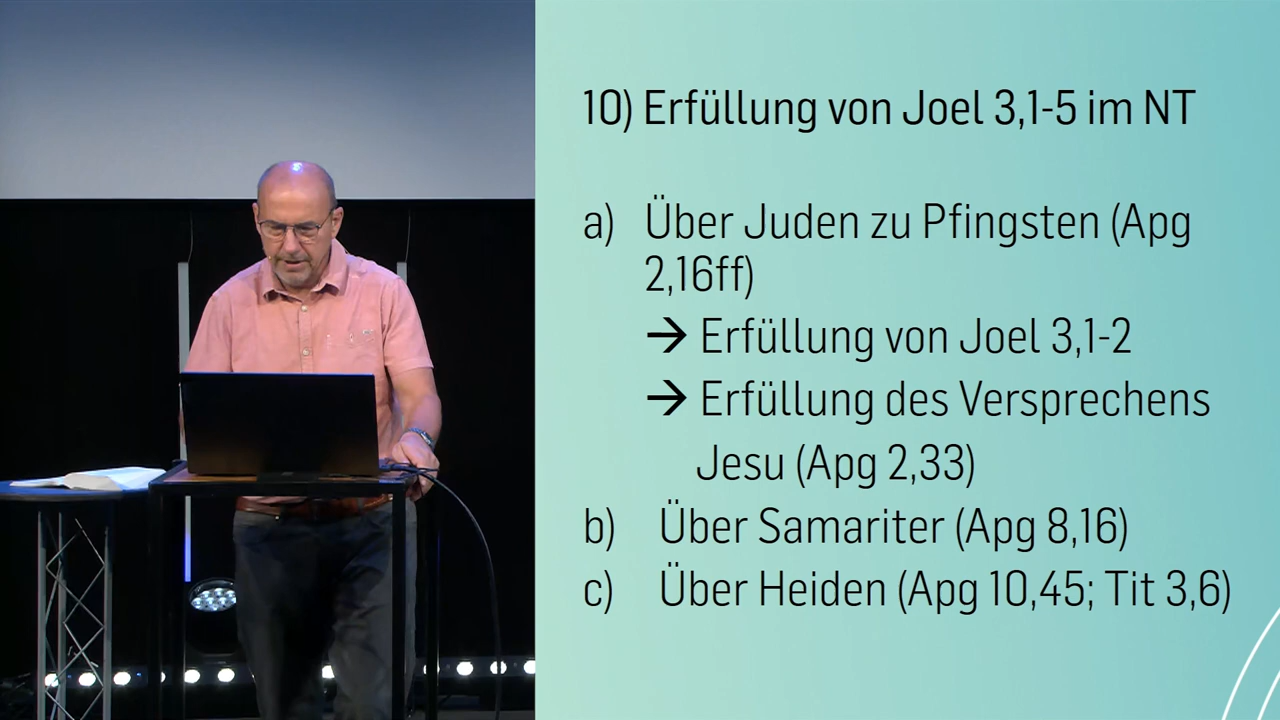 10) Erfüllung von Joel 3,1-5 im NT
a) Über Juden zu Pfingsten (Apg
2,16ff)
→ Erfüllung von Joel 3,1-2
→ Erfüllung des Versprechens
Jesu (Apg 2,33)
b) Über Samariter (Apg 8,16)
c) Über Heiden (Apg 10,45; Tit 3,6)